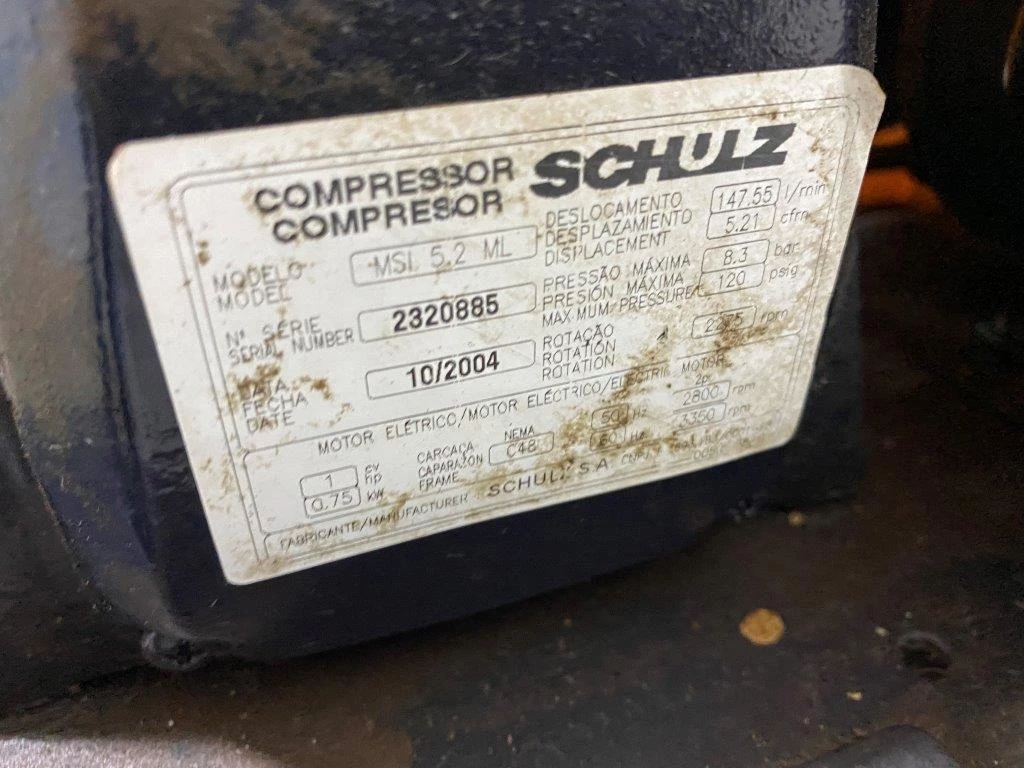 COMPRESSOR
COMPRESOR
SCHULZ
MODELO
MODEL
MSL 5.2 ML
Nº SÉRIE
SERIAL NUMBER
2320885
DATA
FECHA
DATE
10/2004
DESLOCAMENTO
DESPLAZAMIENTO
DISPLACEMENT
147.55 l/min
5.21 cfm
PRESSÃO MÁXIMA
PRESIÓN MÁXIMA
MAXIMUM PRESSURE
8.3 bar
120 psig
ROTAÇÃO
ROTATIÓN
ROTATION
rpm
MOTOR ELÉTRICO/MOTOR ELÉCTRICO/ELECTRIC MOTOR
1 cv
hp
0.75 kW
CARCAÇA
CAPARAZÓN
FRAME
NEMA
C48
2p
50 Hz 2800 rpm
60 Hz 3350 rpm
FABRICANTE/MANUFACTURER SCHULZ S.A.